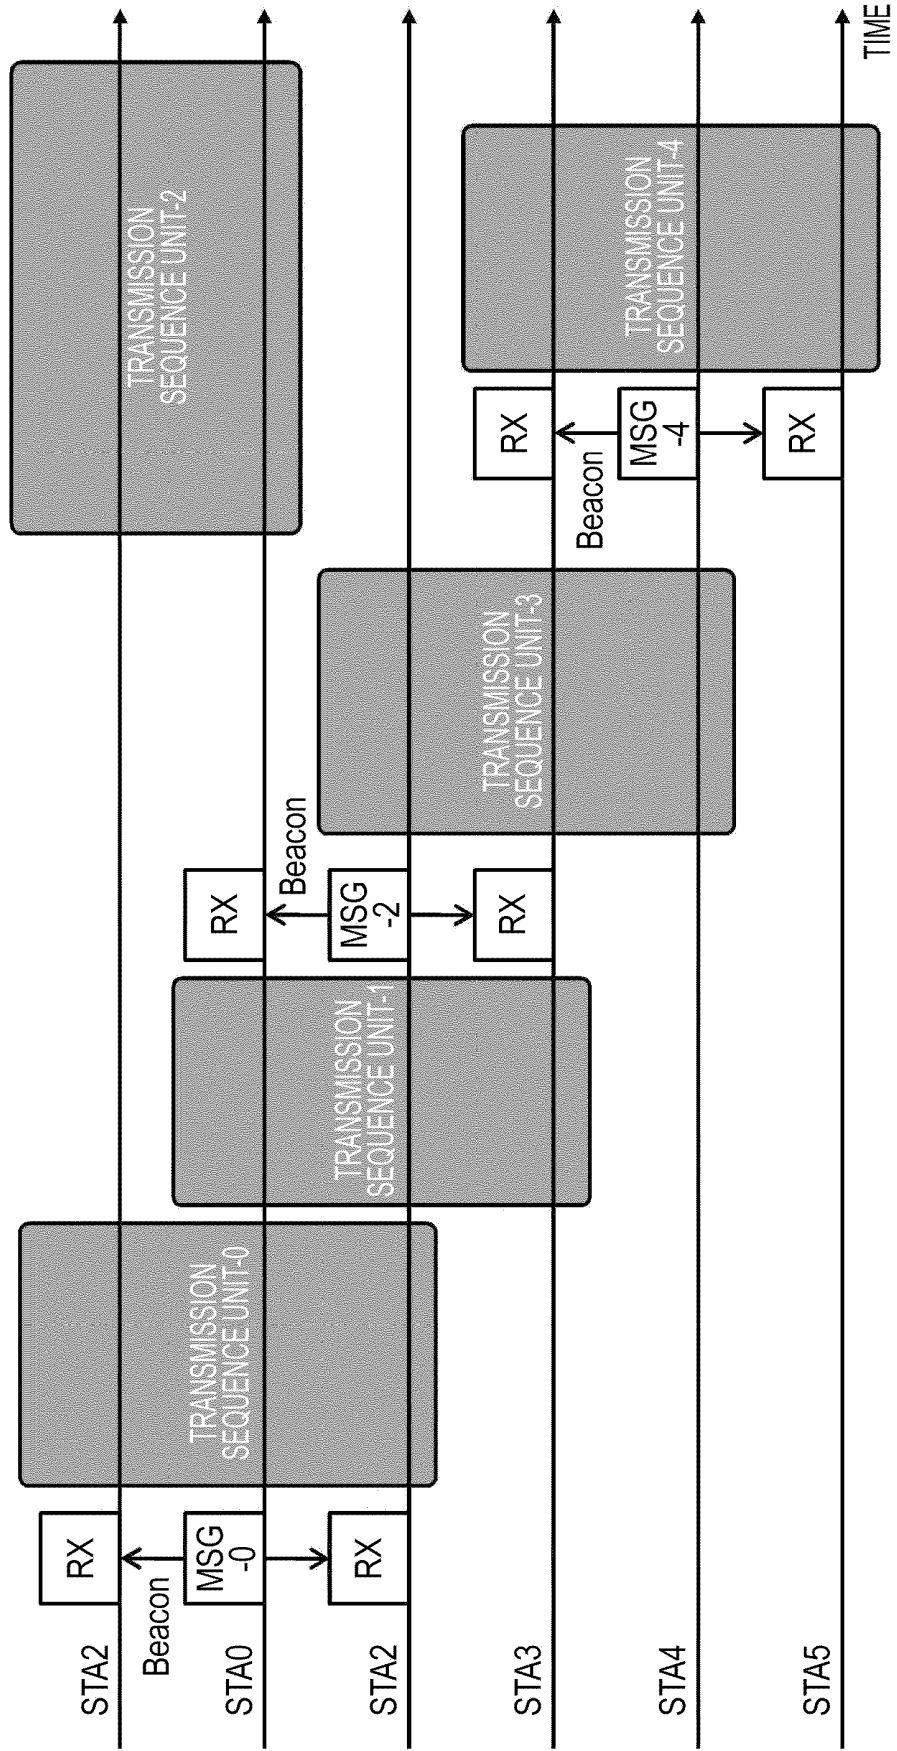 STA2
RX
TRANSMISSION
SEQUENCE UNIT-2
Beacon
STA0
MSG
-0
TRANSMISSION
SEQUENCE UNIT-0
RX
Beacon
STA2
RX
TRANSMISSION
SEQUENCE UNIT-1
MSG
-2
STA3
RX
TRANSMISSION
SEQUENCE UNIT-3
RX
Beacon
STA4
MSG
-4
TRANSMISSION
SEQUENCE UNIT-4
STA5
RX
TIME